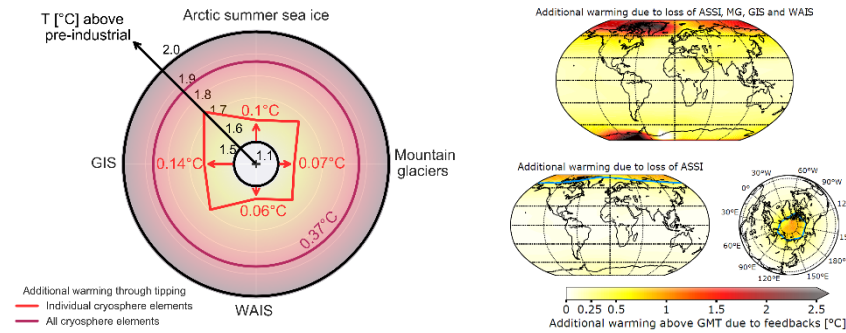 Arctic summer sea ice
T [°C] above
pre-industrial
2.0
1.9
1.8
1.7
1.6
1.5
1.1
0.1°C
0.14°C
0.07°C
0.06°C
0.37°C
GIS
Mountain
glaciers
WAIS
Additional warming through tipping
Individual cryosphere elements
All cryosphere elements
Additional warming due to loss of ASSI, MG, GIS and WAIS
Additional warming due to loss of ASSI
30°W
60°W
90°W
0°
30°E
60°E
90°E
120°E
150°E
180°
0 0.25 0.5 1 1.5 2 2.5
Additional warming above GMT due to feedbacks [°C]